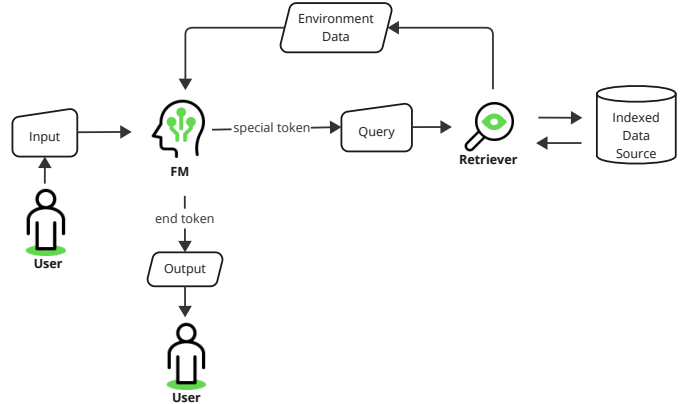 Environment
Data
Input
FM
special token
Query
Retriever
Indexed
Data
Source
User
end token
Output
User